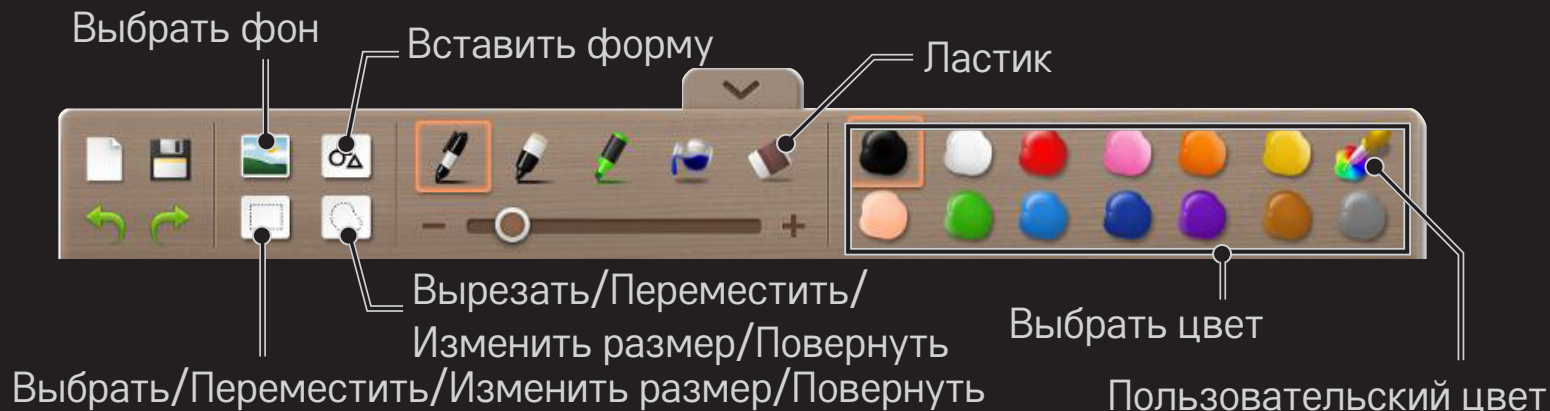 Выбрать фон
Вставить форму
Ластик
Вырезать/Переместить/
Изменить размер/Повернуть
Выбрать цвет
Выбрать/Переместить/Изменить размер/Повернуть
Пользовательский цвет